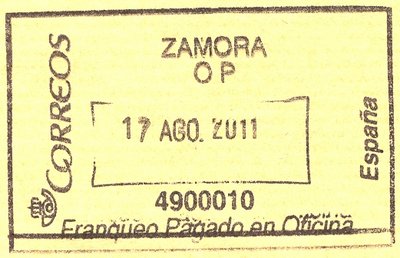 CORREOS
ZAMORA
O P
17 AGO. 2011
4900010
España
Franqueo Pagado en Oficina